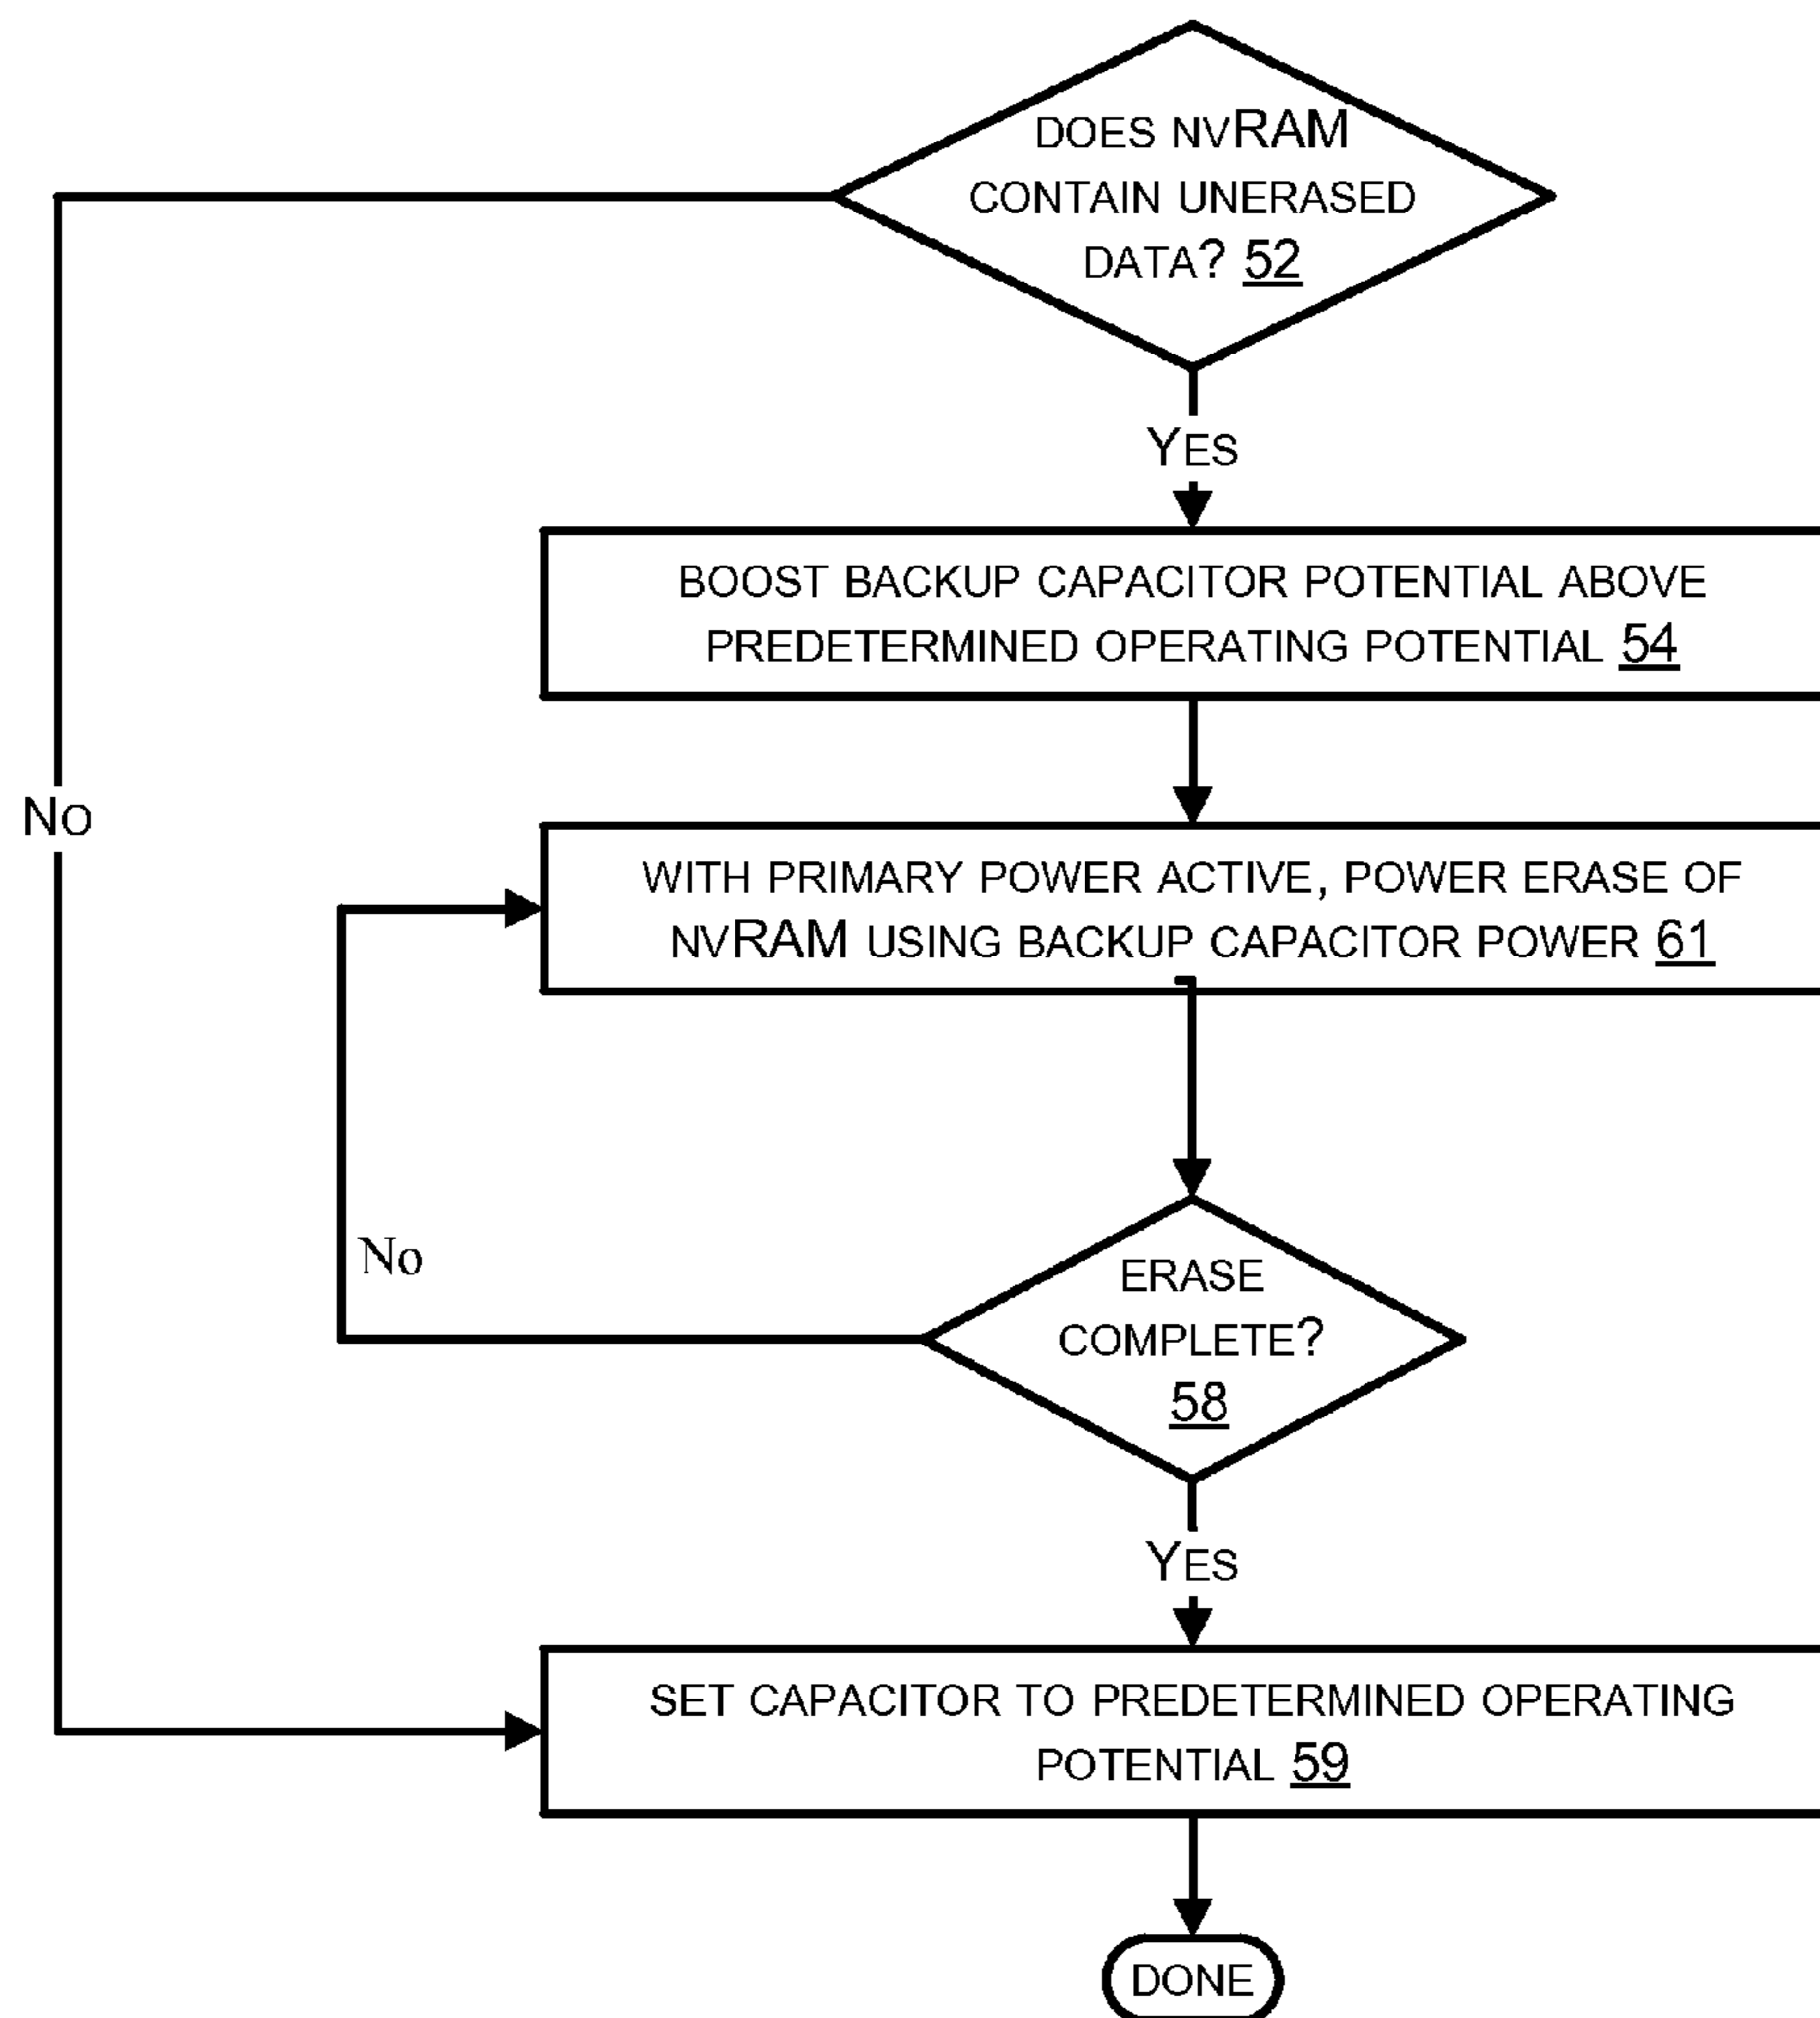 DOES NVRAM
CONTAIN UNERASED
DATA? 52
YES
BOOST BACKUP CAPACITOR POTENTIAL ABOVE
PREDETERMINED OPERATING POTENTIAL 54
NO
WITH PRIMARY POWER ACTIVE, POWER ERASE OF
NVRAM USING BACKUP CAPACITOR POWER 61
No
ERASE
COMPLETE?
58
YES
SET CAPACITOR TO PREDETERMINED OPERATING
POTENTIAL 59
DONE